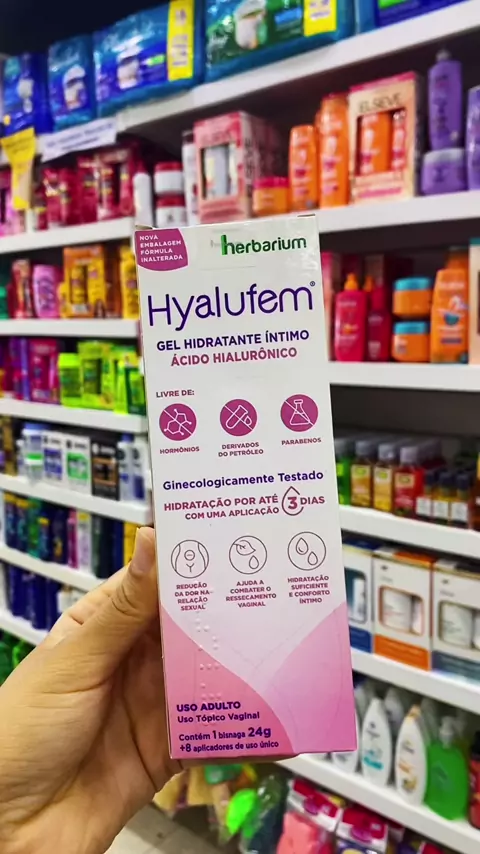 NOVA
EMBALAGEM
FÓRMULA
INALTERADA
herbarium
Hyalufem®
GEL HIDRATANTE ÍNTIMO
ÁCIDO HIALURÔNICO
LIVRE DE:
HORMÔNIOS
DERIVADOS
DO PETRÓLEO
PARABENOS
Ginecologicamente Testado
HIDRATAÇÃO POR ATÉ
COM UMA APLICAÇÃO
3 DIAS
REDUÇÃO
DA DOR NA
RELAÇÃO
SEXUAL
AJUDA A
COMBATER O
RESSECAMENTO
VAGINAL
HIDRATAÇÃO
SUFICIENTE
E CONFORTO
ÍNTIMO
USO ADULTO
Uso Tópico Vaginal
Contém 1 bisnaga 24g
+8 aplicadores de uso único
ELSEVE